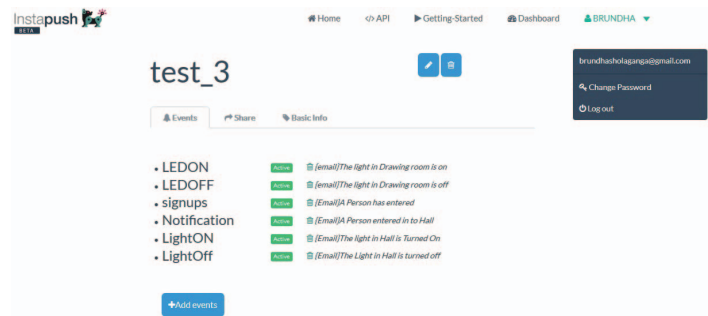 Instapush
BETA
Home API Getting-Started Dashboard BRUNDHA
brundhasholaganga@gmail.com
Change Password
Log out
test_3
Events Share Basic Info
LEDON Active {email}The light in Drawing room is on
LEDOFF Active {email}The light in Drawing room is off
signups Active {Email}A Person has entered
Notification Active {Email}A Person entered in to Hall
LightON Active {Email}The light in Hall is Turned On
LightOff Active {Email}The Light in Hall is turned off
+Add events